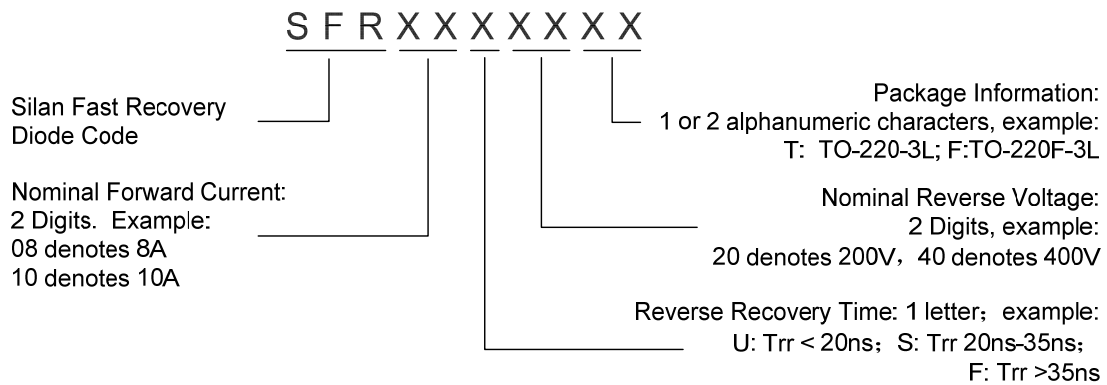 S F R X X X X X X X
Silan Fast Recovery
Diode Code
Nominal Forward Current:
2 Digits. Example:
08 denotes 8A
10 denotes 10A
Package Information:
1 or 2 alphanumeric characters, example:
T: TO-220-3L; F:TO-220F-3L
Nominal Reverse Voltage:
2 Digits, example:
20 denotes 200V，40 denotes 400V
Reverse Recovery Time: 1 letter；example:
U: Trr < 20ns；S: Trr 20ns-35ns；
F: Trr >35ns